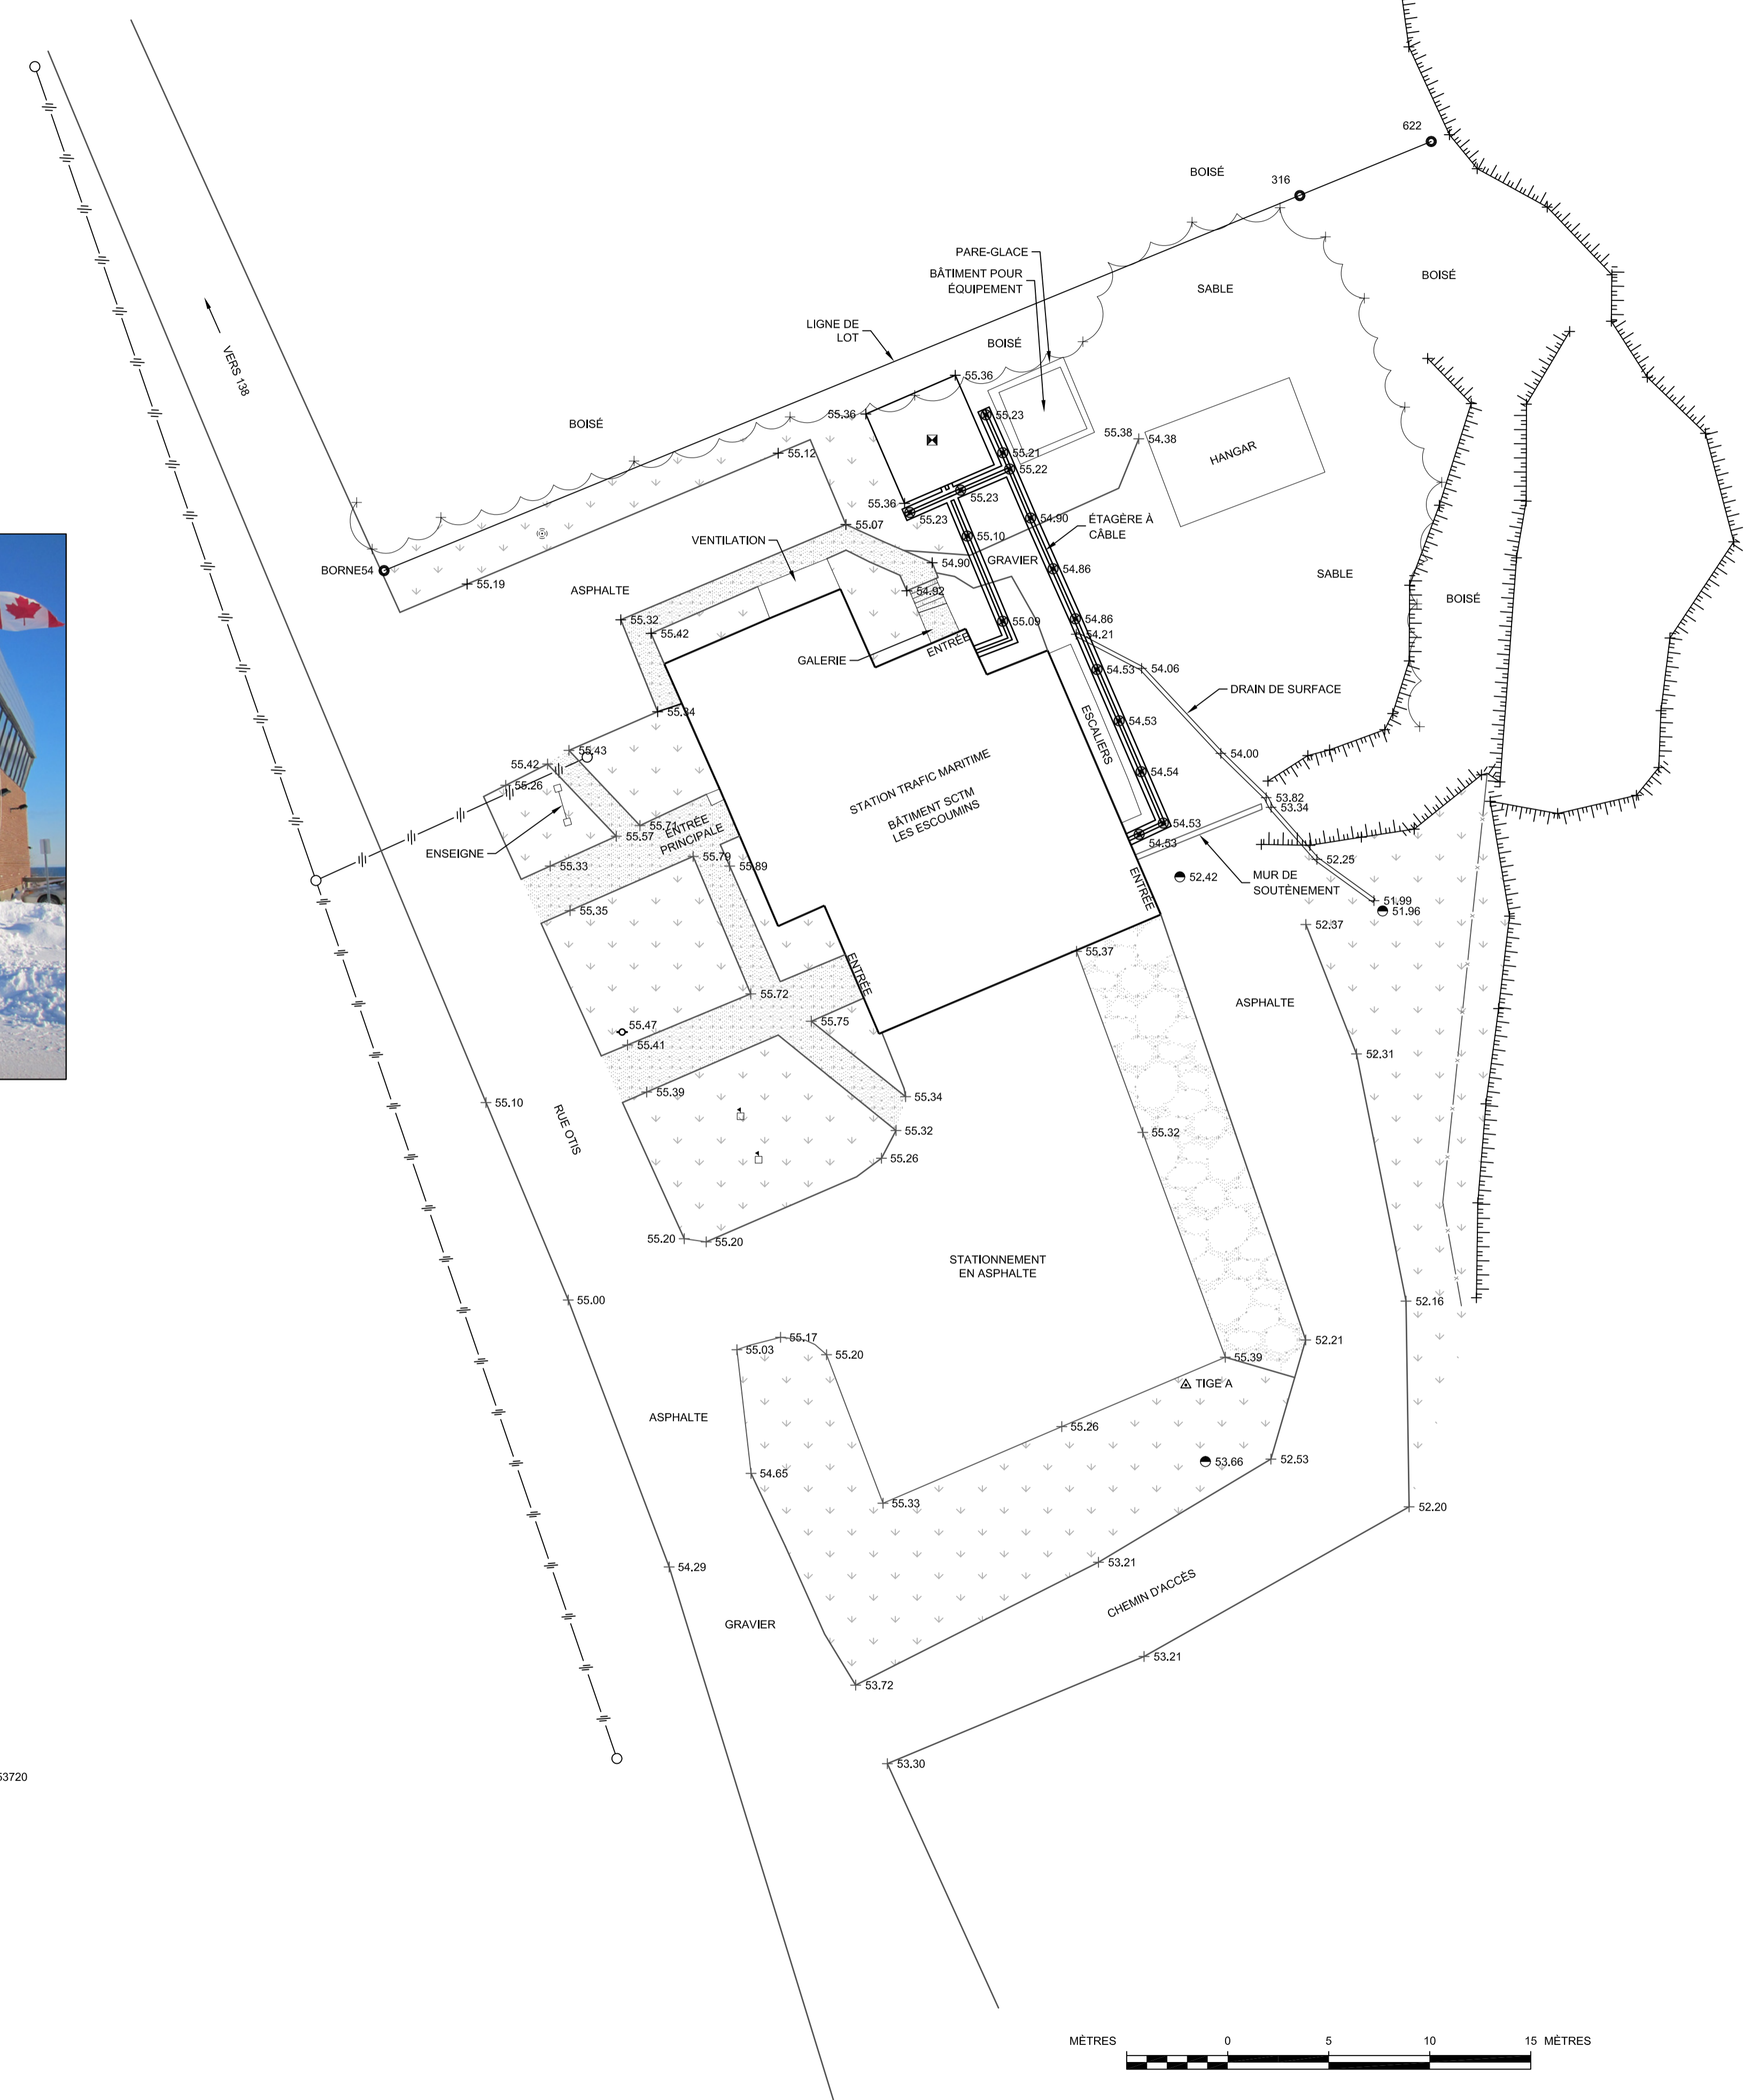 622
BOISÉ
316
PARE-GLACE
BÂTIMENT POUR
ÉQUIPEMENT
BOISÉ
SABLE
LIGNE DE
LOT
BOISÉ
VERS 138
55.36
55.36
55.23
BOISÉ
55.38
54.38
HANGAR
55.12
55.21
55.22
55.23
55.36
55.23
55.07
54.90
ÉTAGÈRE À
CÂBLE
VENTILATION
55.10
54.90
GRAVIER
54.86
BORNE54
55.19
ASPHALTE
54.92
SABLE
BOISÉ
55.32
55.42
55.09
54.86
54.21
GALERIE
ENTRÉE
54.53
54.06
DRAIN DE SURFACE
55.34
ESCALIERS
54.53
55.43
54.00
55.42
STATION TRAFIC MARITIME
BÂTIMENT SCTM
LES ESCOUMINS
54.54
55.26
53.82
53.34
55.71
ENTRÉE
PRINCIPALE
55.57
54.53
54.53
ENSEIGNE
55.79
55.33
55.89
52.25
52.42
MUR DE
SOUTÈNEMENT
ENTRÉE
55.35
51.99
51.96
52.37
55.37
ENTRÉE
55.72
ASPHALTE
55.47
55.75
55.41
52.31
55.39
55.34
55.10
RUE OTIS
55.32
55.32
55.26
55.20
55.20
STATIONNEMENT
EN ASPHALTE
55.00
52.16
55.17
55.03
55.20
52.21
55.39
TIGE A
ASPHALTE
55.26
53.66
52.53
54.65
55.33
52.20
54.29
53.21
CHEMIN D'ACCÈS
GRAVIER
53.21
53.72
53.30
53720
MÈTRES
0
5
10
15
MÈTRES